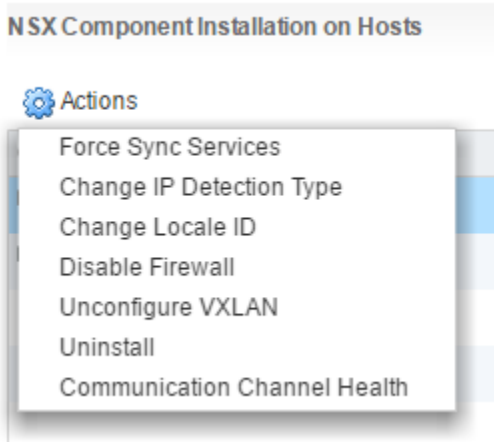 NSX Component Installation on Hosts
Actions
Force Sync Services
Change IP Detection Type
Change Locale ID
Disable Firewall
Unconfigure VXLAN
Uninstall
Communication Channel Health